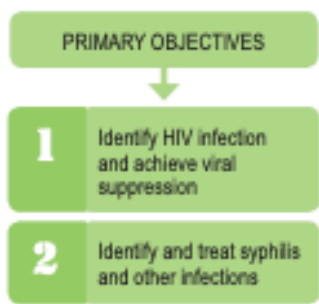 PRIMARY OBJECTIVES
1
Identify HIV infection
and achieve viral
suppression
2
Identify and treat syphilis
and other infections